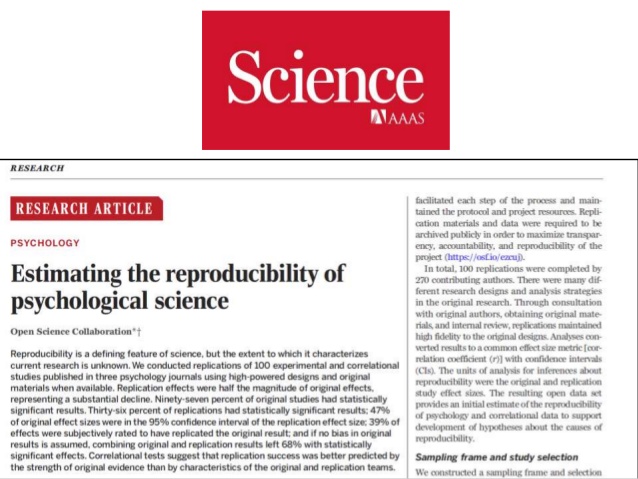 Science
AAAS
RESEARCH
RESEARCH ARTICLE
PSYCHOLOGY
Estimating the reproducibility of
psychological science
Open Science Collaboration*†
Reproducibility is a defining feature of science, but the extent to which it characterizes
current research is unknown. We conducted replications of 100 experimental and correlational
studies published in three psychology journals using high-powered designs and original
materials when available. Replication effects were half the magnitude of original effects,
representing a substantial decline. Ninety-seven percent of original studies had statistically
significant results. Thirty-six percent of replications had statistically significant results; 47%
of original effect sizes were in the 95% confidence interval of the replication effect size; 39% of
effects were subjectively rated to have replicated the original result; and if no bias in original
results is assumed, combining original and replication results left 68% with statistically
significant effects. Correlational tests suggest that replication success was better predicted by
the strength of original evidence than by characteristics of the original and replication teams.
facilitated each step of the process and main-
tained the protocol and project resources. Repli-
cation materials and data were required to be
archived publicly in order to maximize transpar-
ency, accountability, and reproducibility of the
project (https://osf.io/ezcuj).
In total, 100 replications were completed by
270 contributing authors. There were many dif-
ferent research designs and analysis strategies
in the original research. Through consultation
with original authors, obtaining original mate-
rials, and internal review, replications maintained
high fidelity to the original designs. Analyses con-
verted results to a common effect size metric [cor-
relation coefficient (r)] with confidence intervals
(CIs). The units of analysis for inferences about
reproducibility were the original and replication
study effect sizes. The resulting open data set
provides an initial estimate of the reproducibility
of psychology and correlational data to support
development of hypotheses about the causes of
reproducibility.
Sampling frame and study selection
We constructed a sampling frame and selection